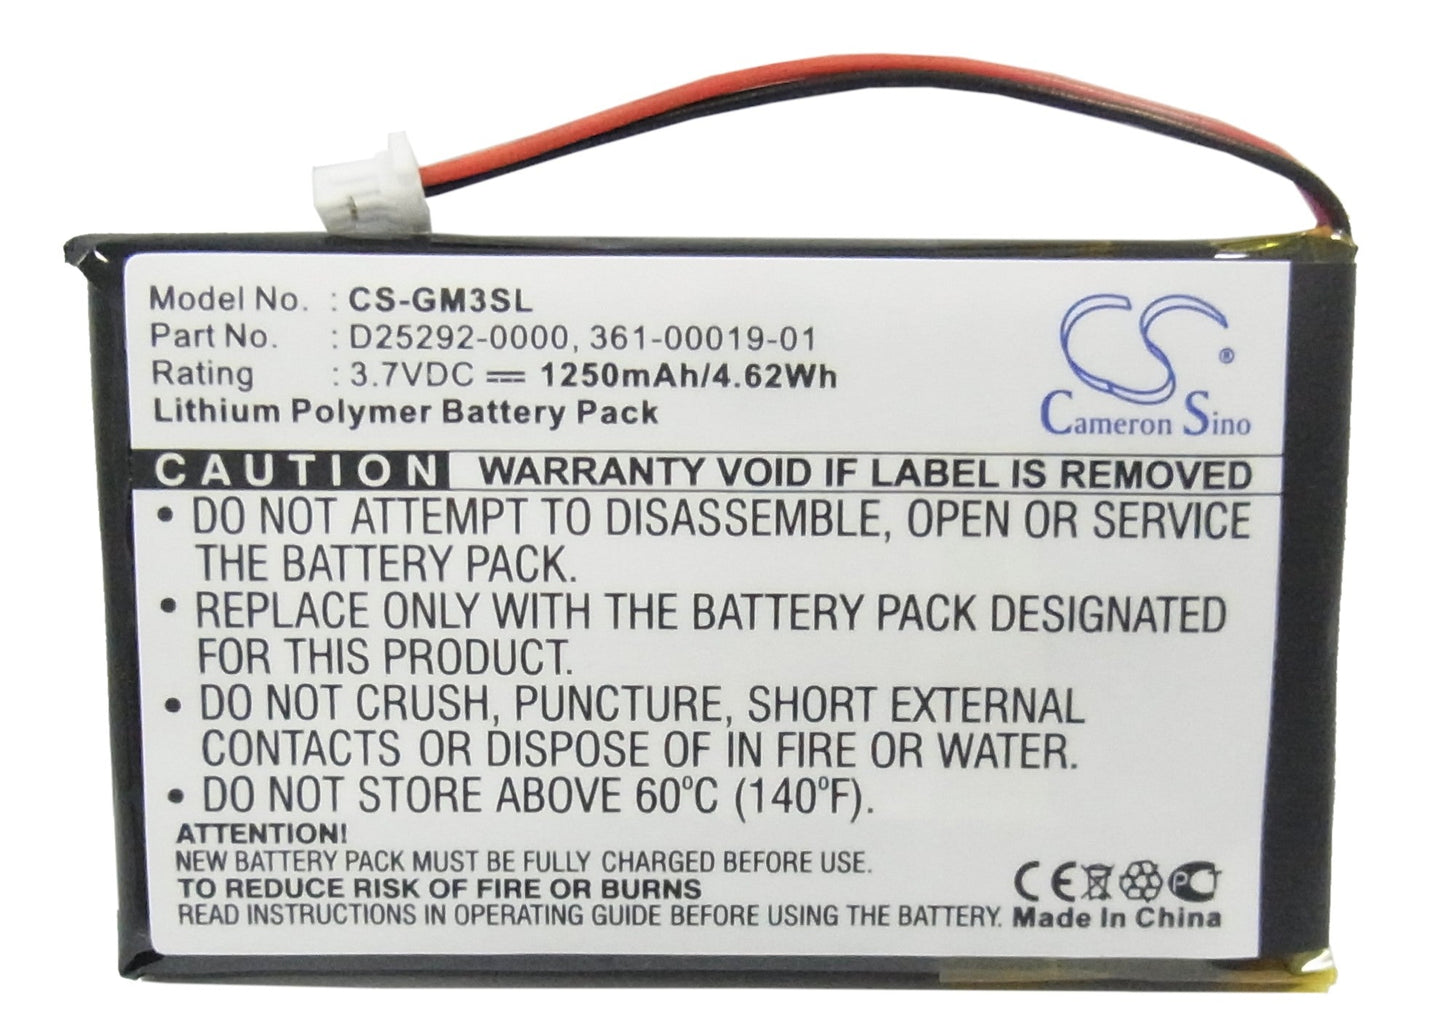 Model No. : CS-GM3SL
Part No. : D25292-0000, 361-00019-01
Rating : 3.7VDC ⎓ 1250mAh/4.62Wh
Lithium Polymer Battery Pack
CS®
Cameron Sino
CAUTION WARRANTY VOID IF LABEL IS REMOVED
• DO NOT ATTEMPT TO DISASSEMBLE, OPEN OR SERVICE
THE BATTERY PACK.
• REPLACE ONLY WITH THE BATTERY PACK DESIGNATED
FOR THIS PRODUCT.
• DO NOT CRUSH, PUNCTURE, SHORT EXTERNAL
CONTACTS OR DISPOSE OF IN FIRE OR WATER.
• DO NOT STORE ABOVE 60°C (140°F).
ATTENTION!
NEW BATTERY PACK MUST BE FULLY CHARGED BEFORE USE.
TO REDUCE RISK OF FIRE OR BURNS
READ INSTRUCTIONS IN OPERATING GUIDE BEFORE USING THE BATTERY.
CE PCT
Made In China